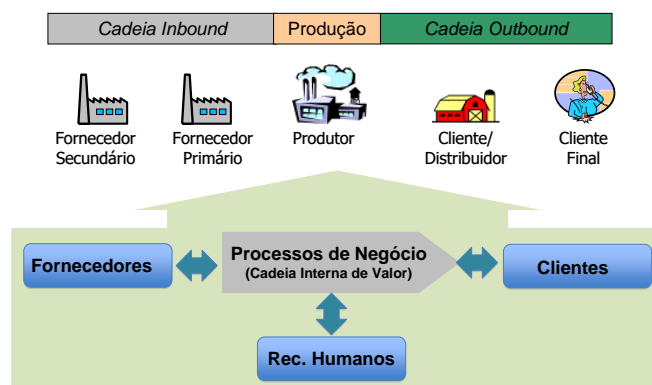 Cadeia Inbound
Produção
Cadeia Outbound
Fornecedor
Secundário
Fornecedor
Primário
Produtor
Cliente/
Distribuidor
Cliente
Final
Fornecedores
Processos de Negócio
(Cadeia Interna de Valor)
Clientes
Rec. Humanos